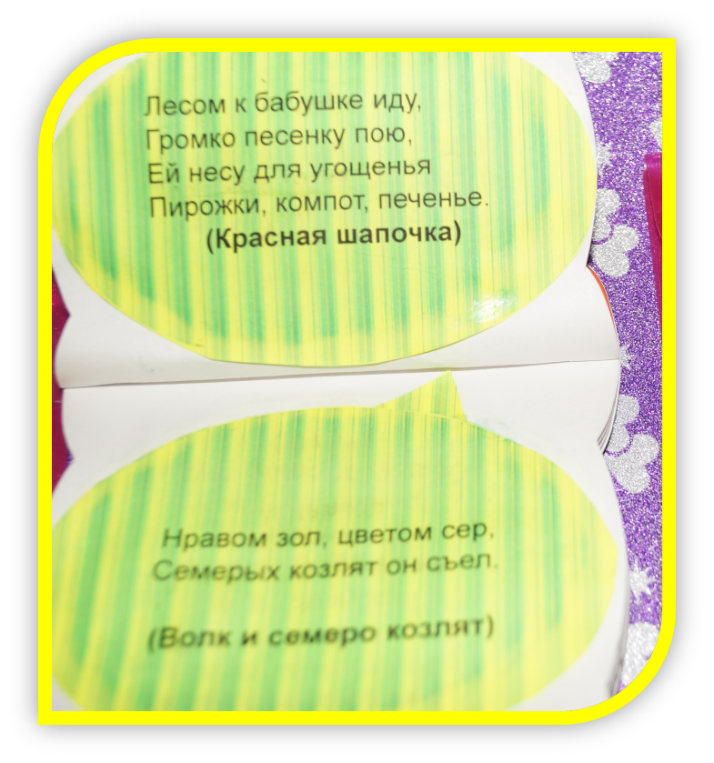 Лесом к бабушке иду,
Громко песенку пою,
Ей несу для угощенья
Пирожки, компот, печенье.
(Красная шапочка)
Нравом зол, цветом сер,
Семерых козлят он съел.
(Волк и семеро козлят)